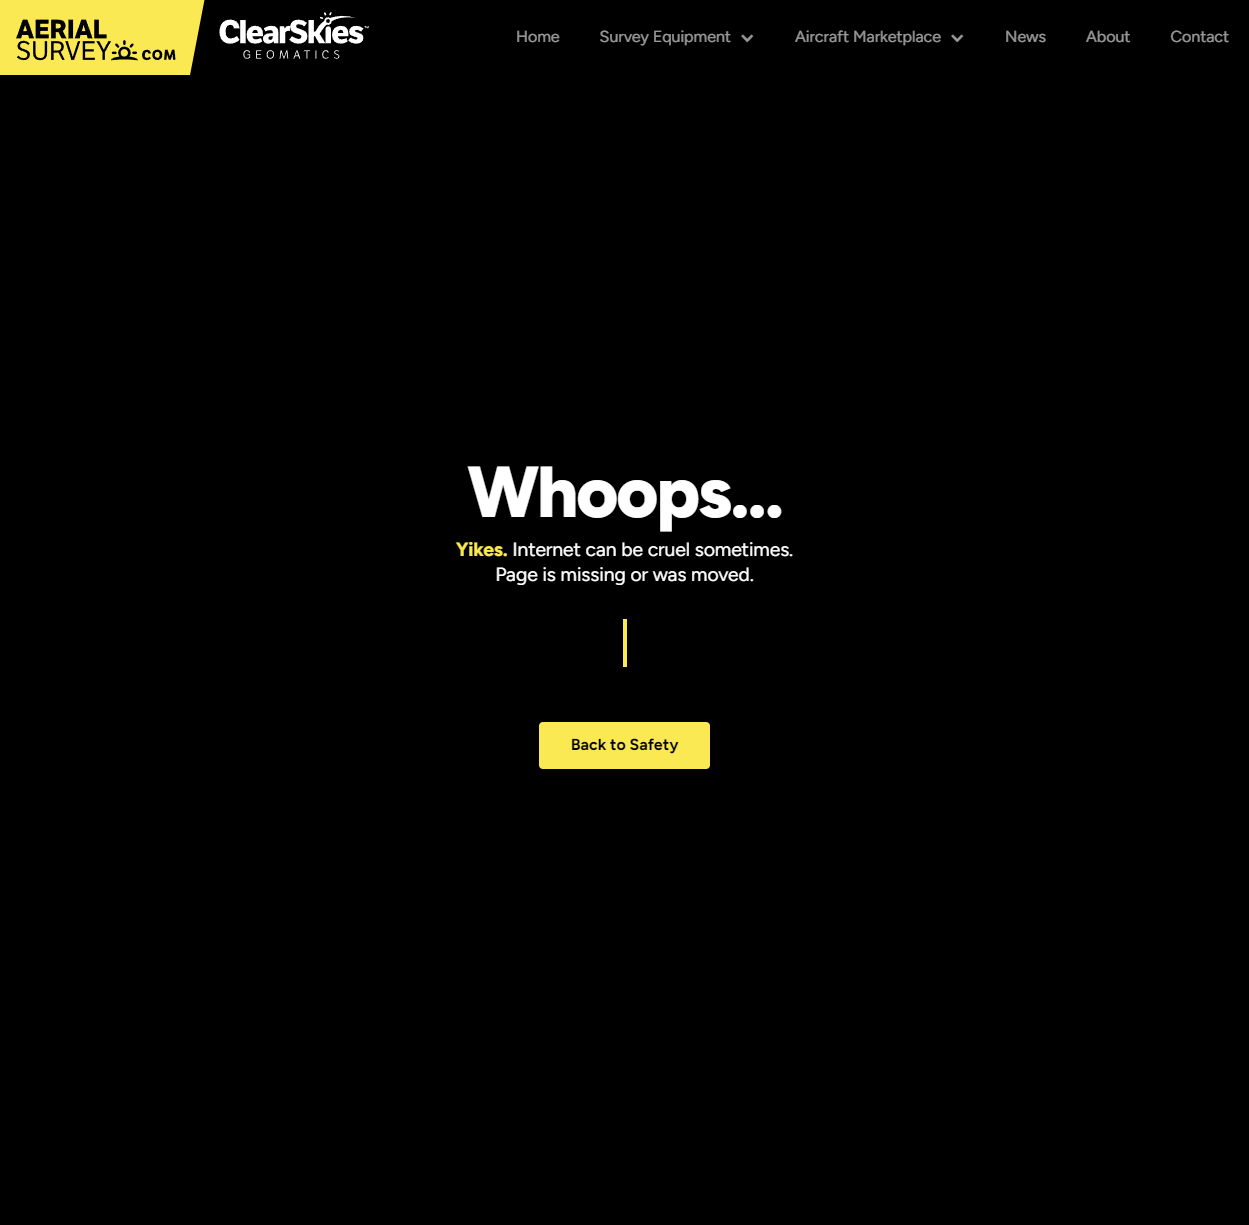 AERIAL
SURVEY.COM
ClearSkies™
GEOMATICS
Home
Survey Equipment
Aircraft Marketplace
News
About
Contact
Whoops...
Yikes. Internet can be cruel sometimes.
Page is missing or was moved.
Back to Safety